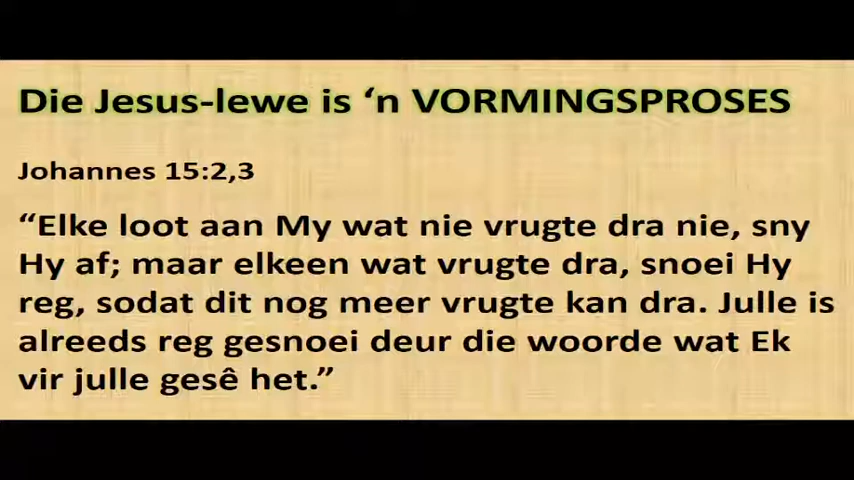 Die Jesus-lewe is ‘n VORMINGSPROSES
Johannes 15:2,3
“Elke loot aan My wat nie vrugte dra nie, sny
Hy af; maar elkeen wat vrugte dra, snoei Hy
reg, sodat dit nog meer vrugte kan dra. Julle is
alreeds reg gesnoei deur die woorde wat Ek
vir julle gesê het.”